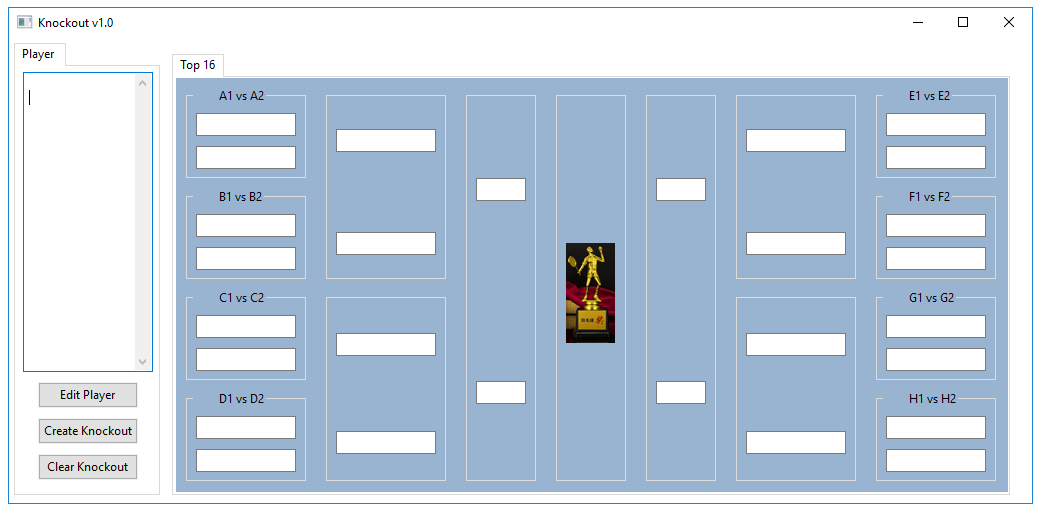 Knockout v1.0
Player
Top 16
A1 vs A2
E1 vs E2
B1 vs B2
F1 vs F2
C1 vs C2
G1 vs G2
D1 vs D2
H1 vs H2
Edit Player
Create Knockout
Clear Knockout